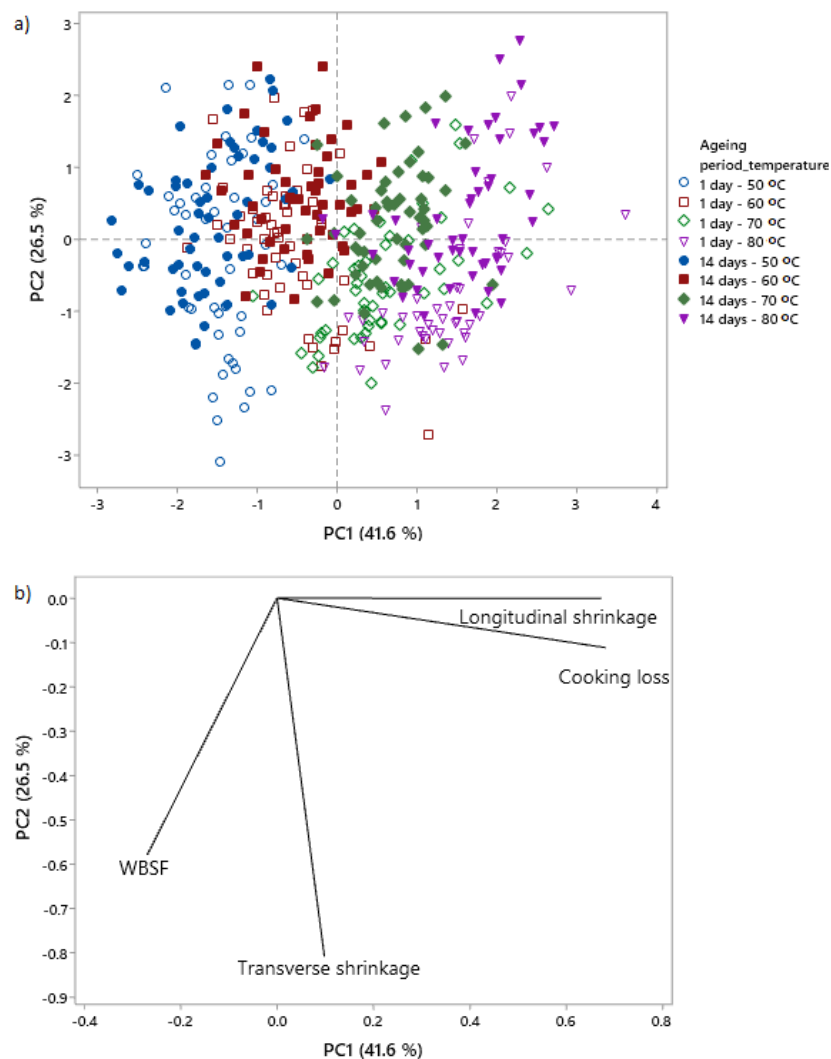 a)
3
2
1
0
-1
-2
-3
PC2 (26.5 %)
-3
-2
-1
0
1
2
3
4
PC1 (41.6 %)
Ageing
period_temperature
1 day - 50 ºC
1 day - 60 ºC
1 day - 70 ºC
1 day - 80 ºC
14 days - 50 ºC
14 days - 60 ºC
14 days - 70 ºC
14 days - 80 ºC
b)
0.0
-0.1
-0.2
-0.3
-0.4
-0.5
-0.6
-0.7
-0.8
-0.9
PC2 (26.5 %)
Longitudinal shrinkage
Cooking loss
WBSF
Transverse shrinkage
-0.4
-0.2
0.0
0.2
0.4
0.6
0.8
PC1 (41.6 %)